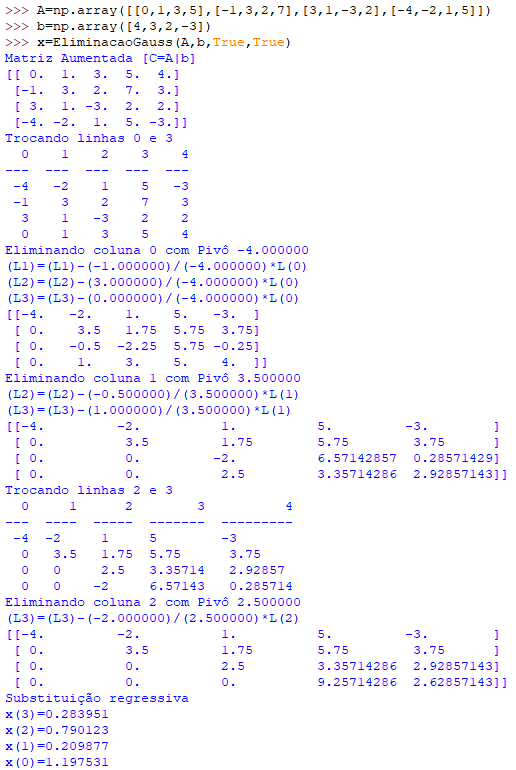 >>> A=np.array([[0,1,3,5],[-1,3,2,7],[3,1,-3,2],[-4,-2,1,5]])
>>> b=np.array([4,3,2,-3])
>>> x=EliminacaoGauss(A,b,True,True)
Matriz Aumentada [C=A|b]
[[ 0.  1.  3.  5.  4.]
 [-1.  3.  2.  7.  3.]
 [ 3.  1. -3.  2.  2.]
 [-4. -2.  1.  5. -3.]]
Trocando linhas 0 e 3
  0    1    2    3    4
---  ---  ---  ---  ---
 -4   -2    1    5   -3
 -1    3    2    7    3
  3    1   -3    2    2
  0    1    3    5    4
Eliminando coluna 0 com Pivô -4.000000
(L1)=(L1)-(-1.000000)/(-4.000000)*L(0)
(L2)=(L2)-(3.000000)/(-4.000000)*L(0)
(L3)=(L3)-(0.000000)/(-4.000000)*L(0)
[[-4.   -2.    1.    5.   -3.  ]
 [ 0.    3.5   1.75  5.75  3.75]
 [ 0.   -0.5  -2.25  5.75 -0.25]
 [ 0.    1.    3.    5.    4.  ]]
Eliminando coluna 1 com Pivô 3.500000
(L2)=(L2)-(-0.500000)/(3.500000)*L(1)
(L3)=(L3)-(1.000000)/(3.500000)*L(1)
[[-4.         -2.          1.          5.         -3.        ]
 [ 0.          3.5         1.75        5.75        3.75      ]
 [ 0.          0.         -2.          6.57142857  0.28571429]
 [ 0.          0.          2.5         3.35714286  2.92857143]]
Trocando linhas 2 e 3
  0     1      2        3          4
---  ----  -----  -------  ---------
 -4  -2     1     5        -3
  0   3.5   1.75  5.75      3.75
  0   0     2.5   3.35714   2.92857
  0   0    -2     6.57143   0.285714
Eliminando coluna 2 com Pivô 2.500000
(L3)=(L3)-(-2.000000)/(2.500000)*L(2)
[[-4.         -2.          1.          5.         -3.        ]
 [ 0.          3.5         1.75        5.75        3.75      ]
 [ 0.          0.          2.5         3.35714286  2.92857143]
 [ 0.          0.          0.          9.25714286  2.62857143]]
Substituição regressiva
x(3)=0.283951
x(2)=0.790123
x(1)=0.209877
x(0)=1.197531